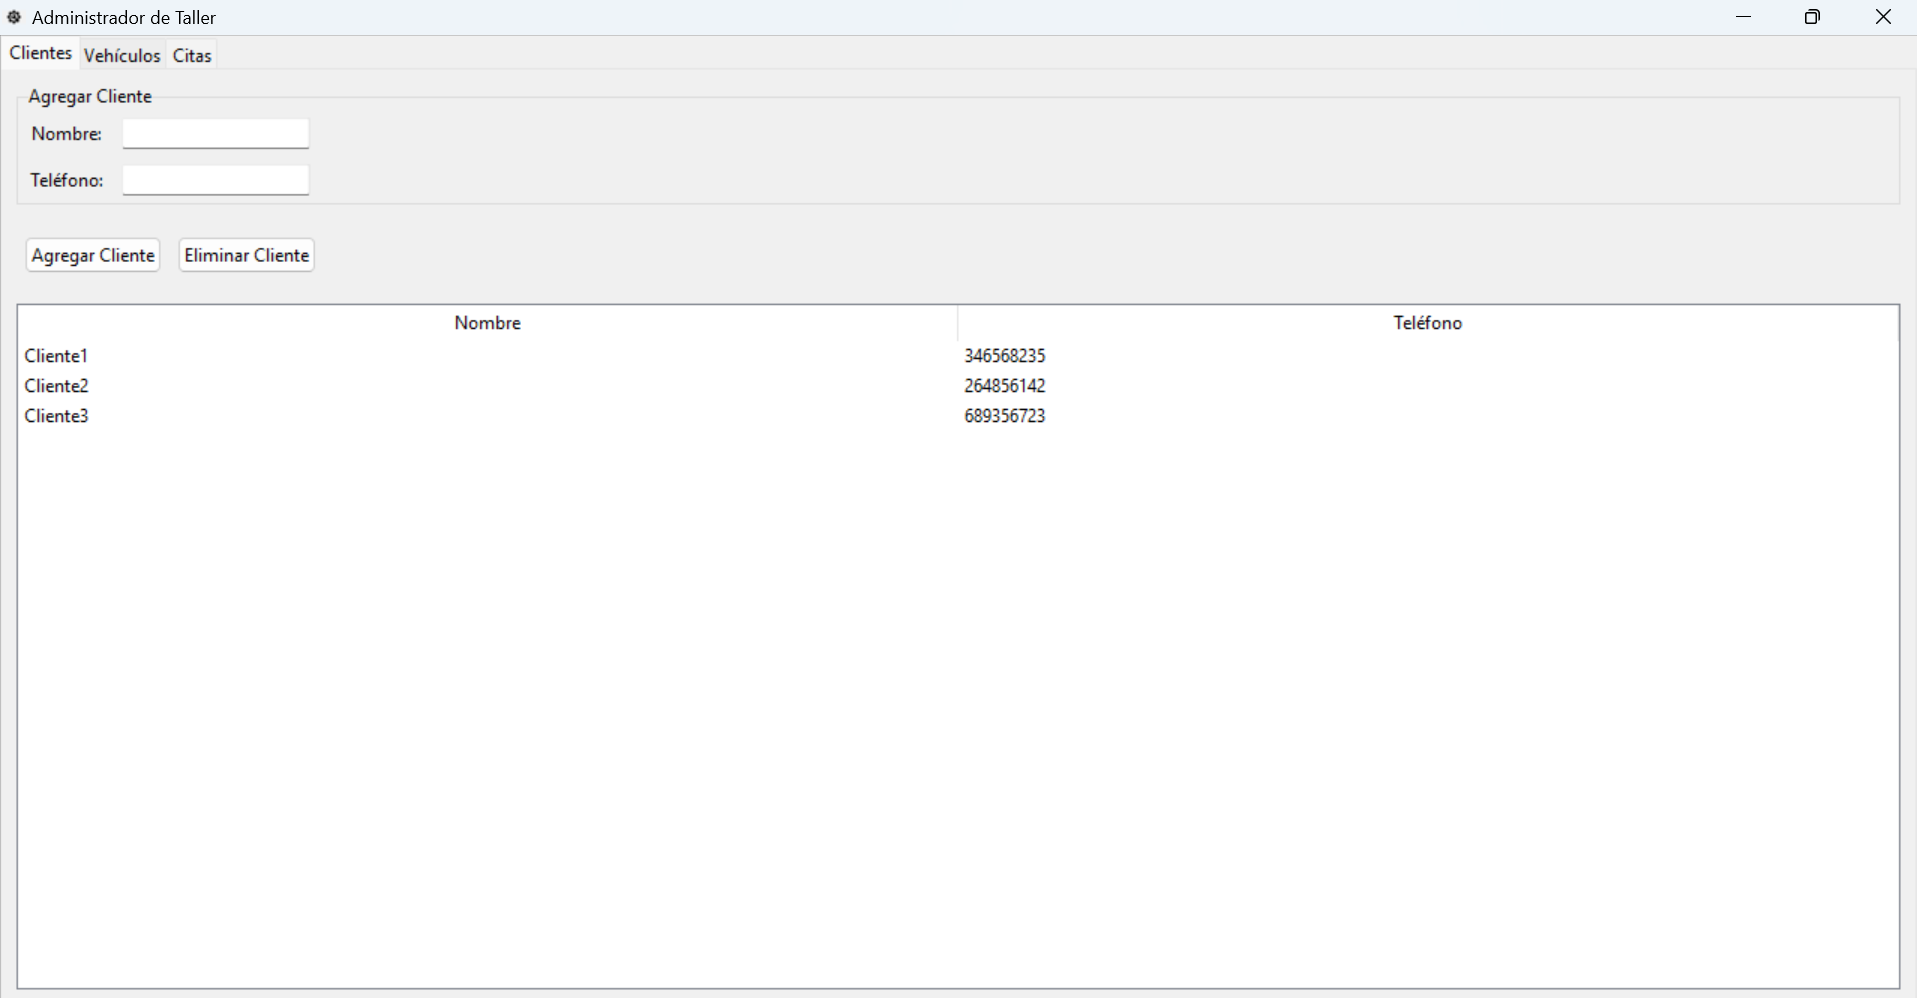 Administrador de Taller
Clientes Vehículos Citas
Agregar Cliente
Nombre:
Teléfono:
Agregar Cliente Eliminar Cliente
Nombre Teléfono
Cliente1 346568235
Cliente2 264856142
Cliente3 689356723